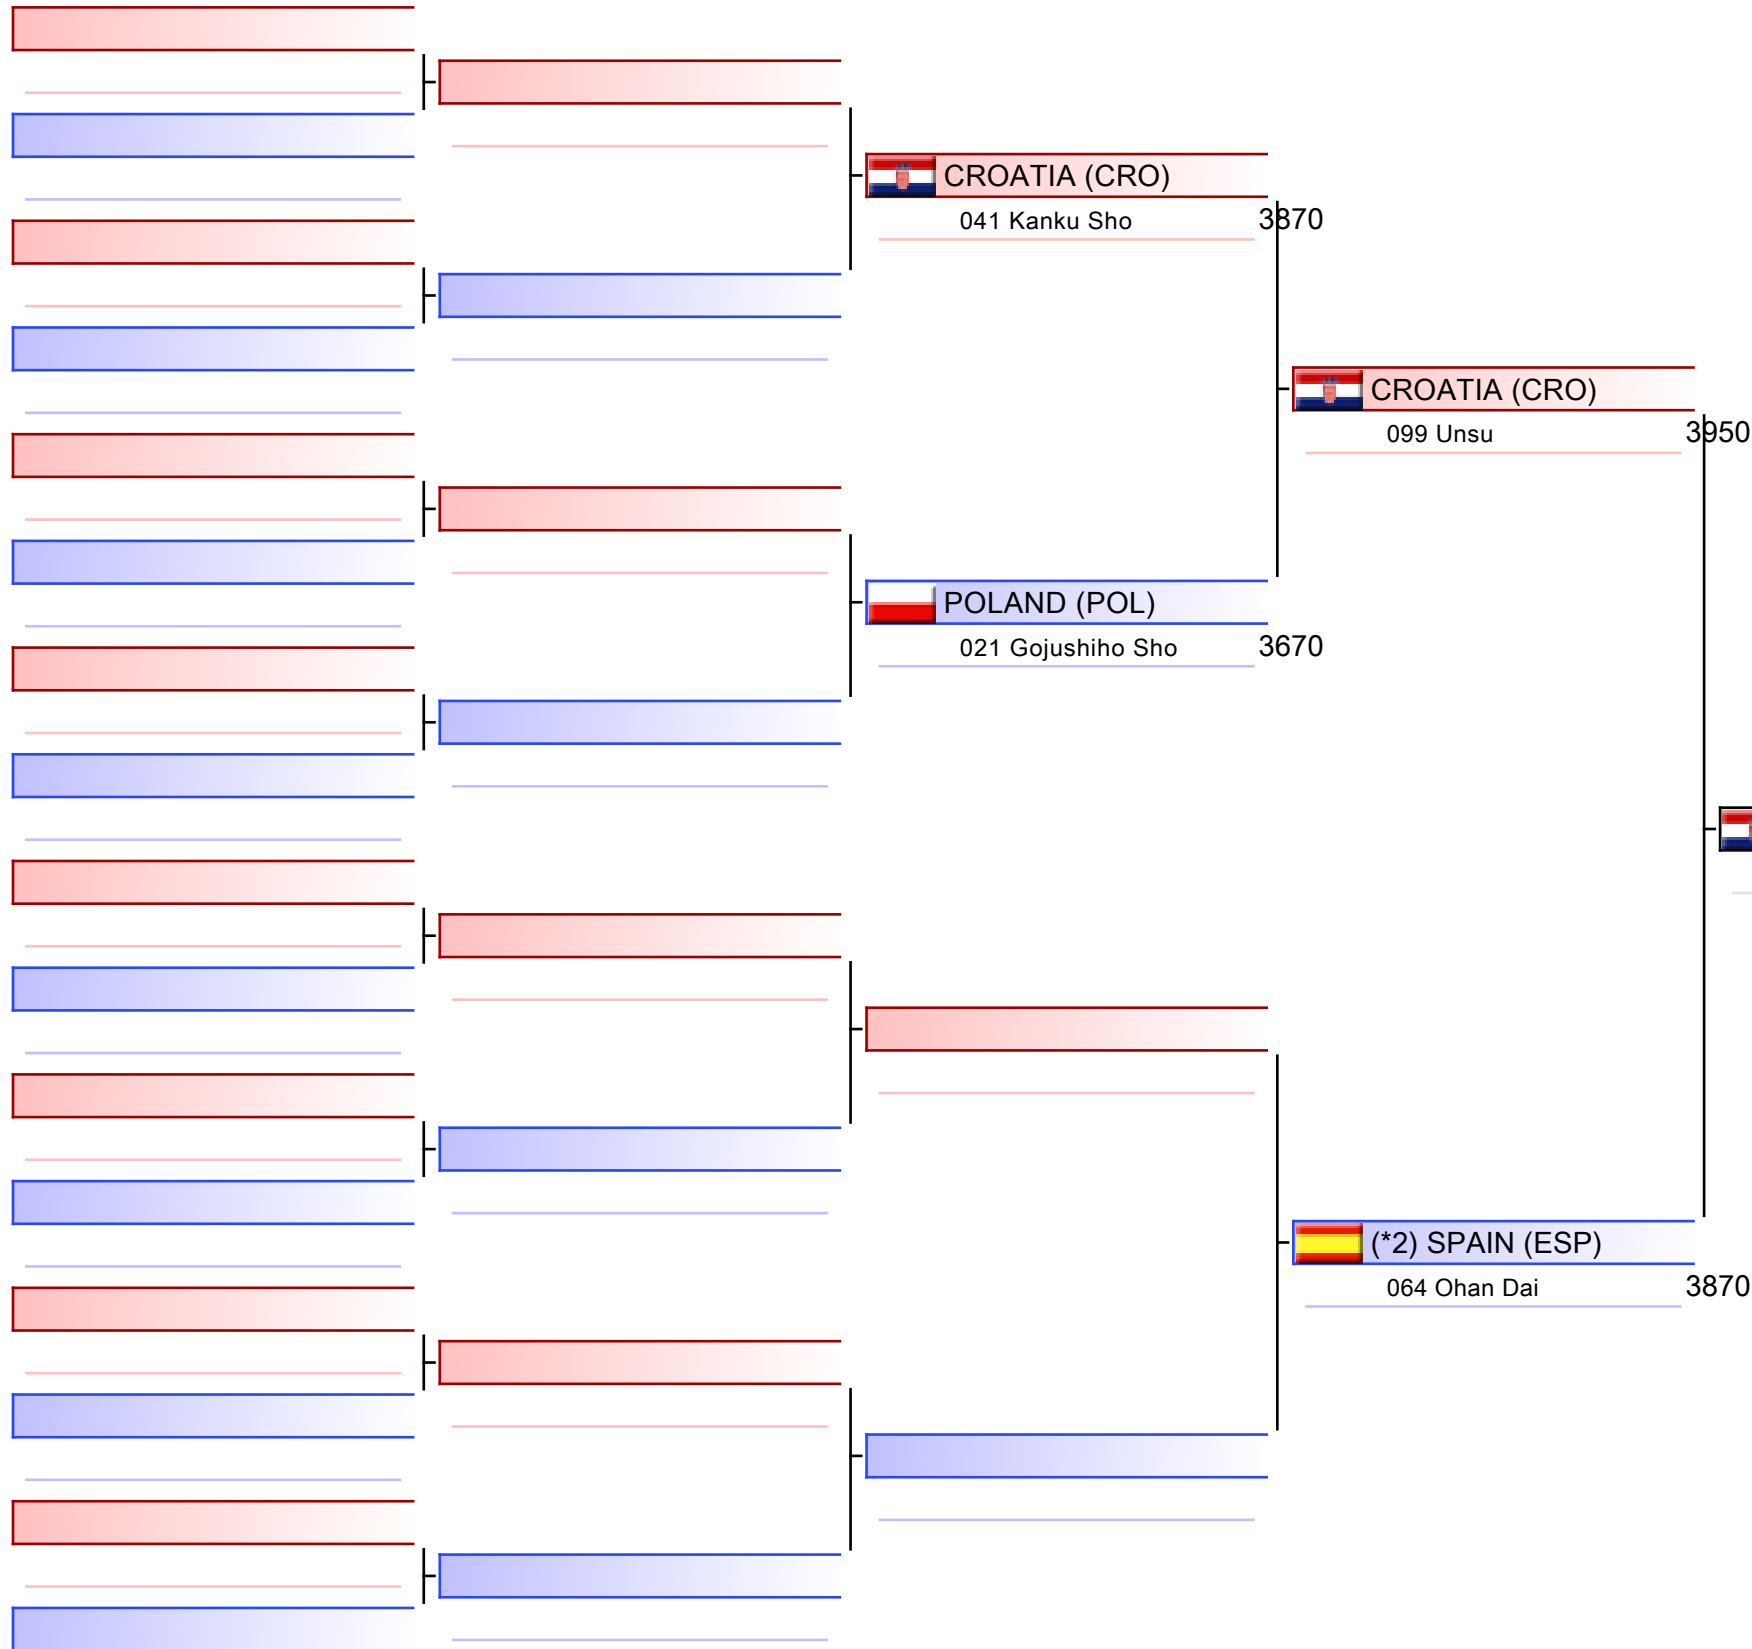 CROATIA (CRO)
041 Kanku Sho 3870
CROATIA (CRO)
099 Unsu 3950
POLAND (POL)
021 Gojushiho Sho 3670
(*2) SPAIN (ESP)
064 Ohan Dai 3870